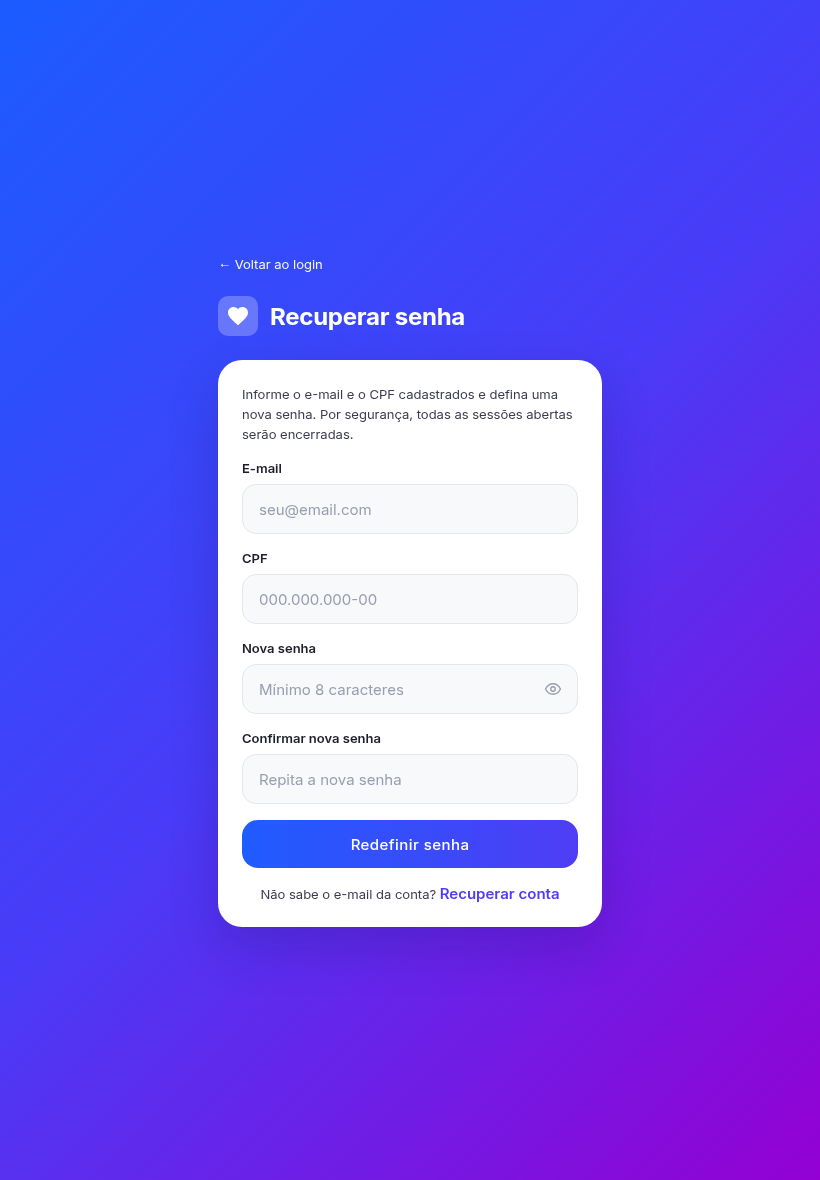 ← Voltar ao login
Recuperar senha
Informe o e-mail e o CPF cadastrados e defina uma
nova senha. Por segurança, todas as sessões abertas
serão encerradas.
E-mail
seu@email.com
CPF
000.000.000-00
Nova senha
Mínimo 8 caracteres
Confirmar nova senha
Repita a nova senha
Redefinir senha
Não sabe o e-mail da conta? Recuperar conta